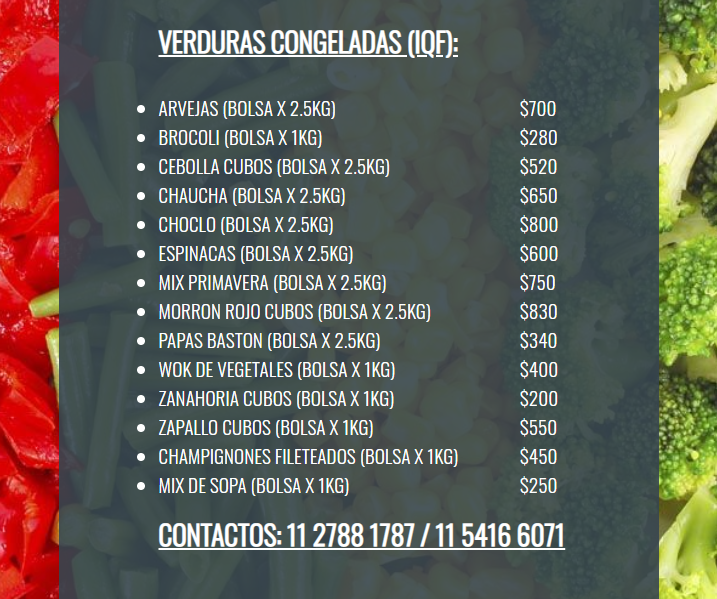 VERDURAS CONGELADAS (IQF):
ARVEJAS (BOLSA X 2.5KG) $700
BROCOLI (BOLSA X 1KG) $280
CEBOLLA CUBOS (BOLSA X 2.5KG) $520
CHAUCHA (BOLSA X 2.5KG) $650
CHOCLO (BOLSA X 2.5KG) $800
ESPINACAS (BOLSA X 2.5KG) $600
MIX PRIMAVERA (BOLSA X 2.5KG) $750
MORRON ROJO CUBOS (BOLSA X 2.5KG) $830
PAPAS BASTON (BOLSA X 2.5KG) $340
WOK DE VEGETALES (BOLSA X 1KG) $400
ZANAHORIA CUBOS (BOLSA X 1KG) $200
ZAPALLO CUBOS (BOLSA X 1KG) $550
CHAMPIGNONES FILETEADOS (BOLSA X 1KG) $450
MIX DE SOPA (BOLSA X 1KG) $250
CONTACTOS: 11 2788 1787 / 11 5416 6071